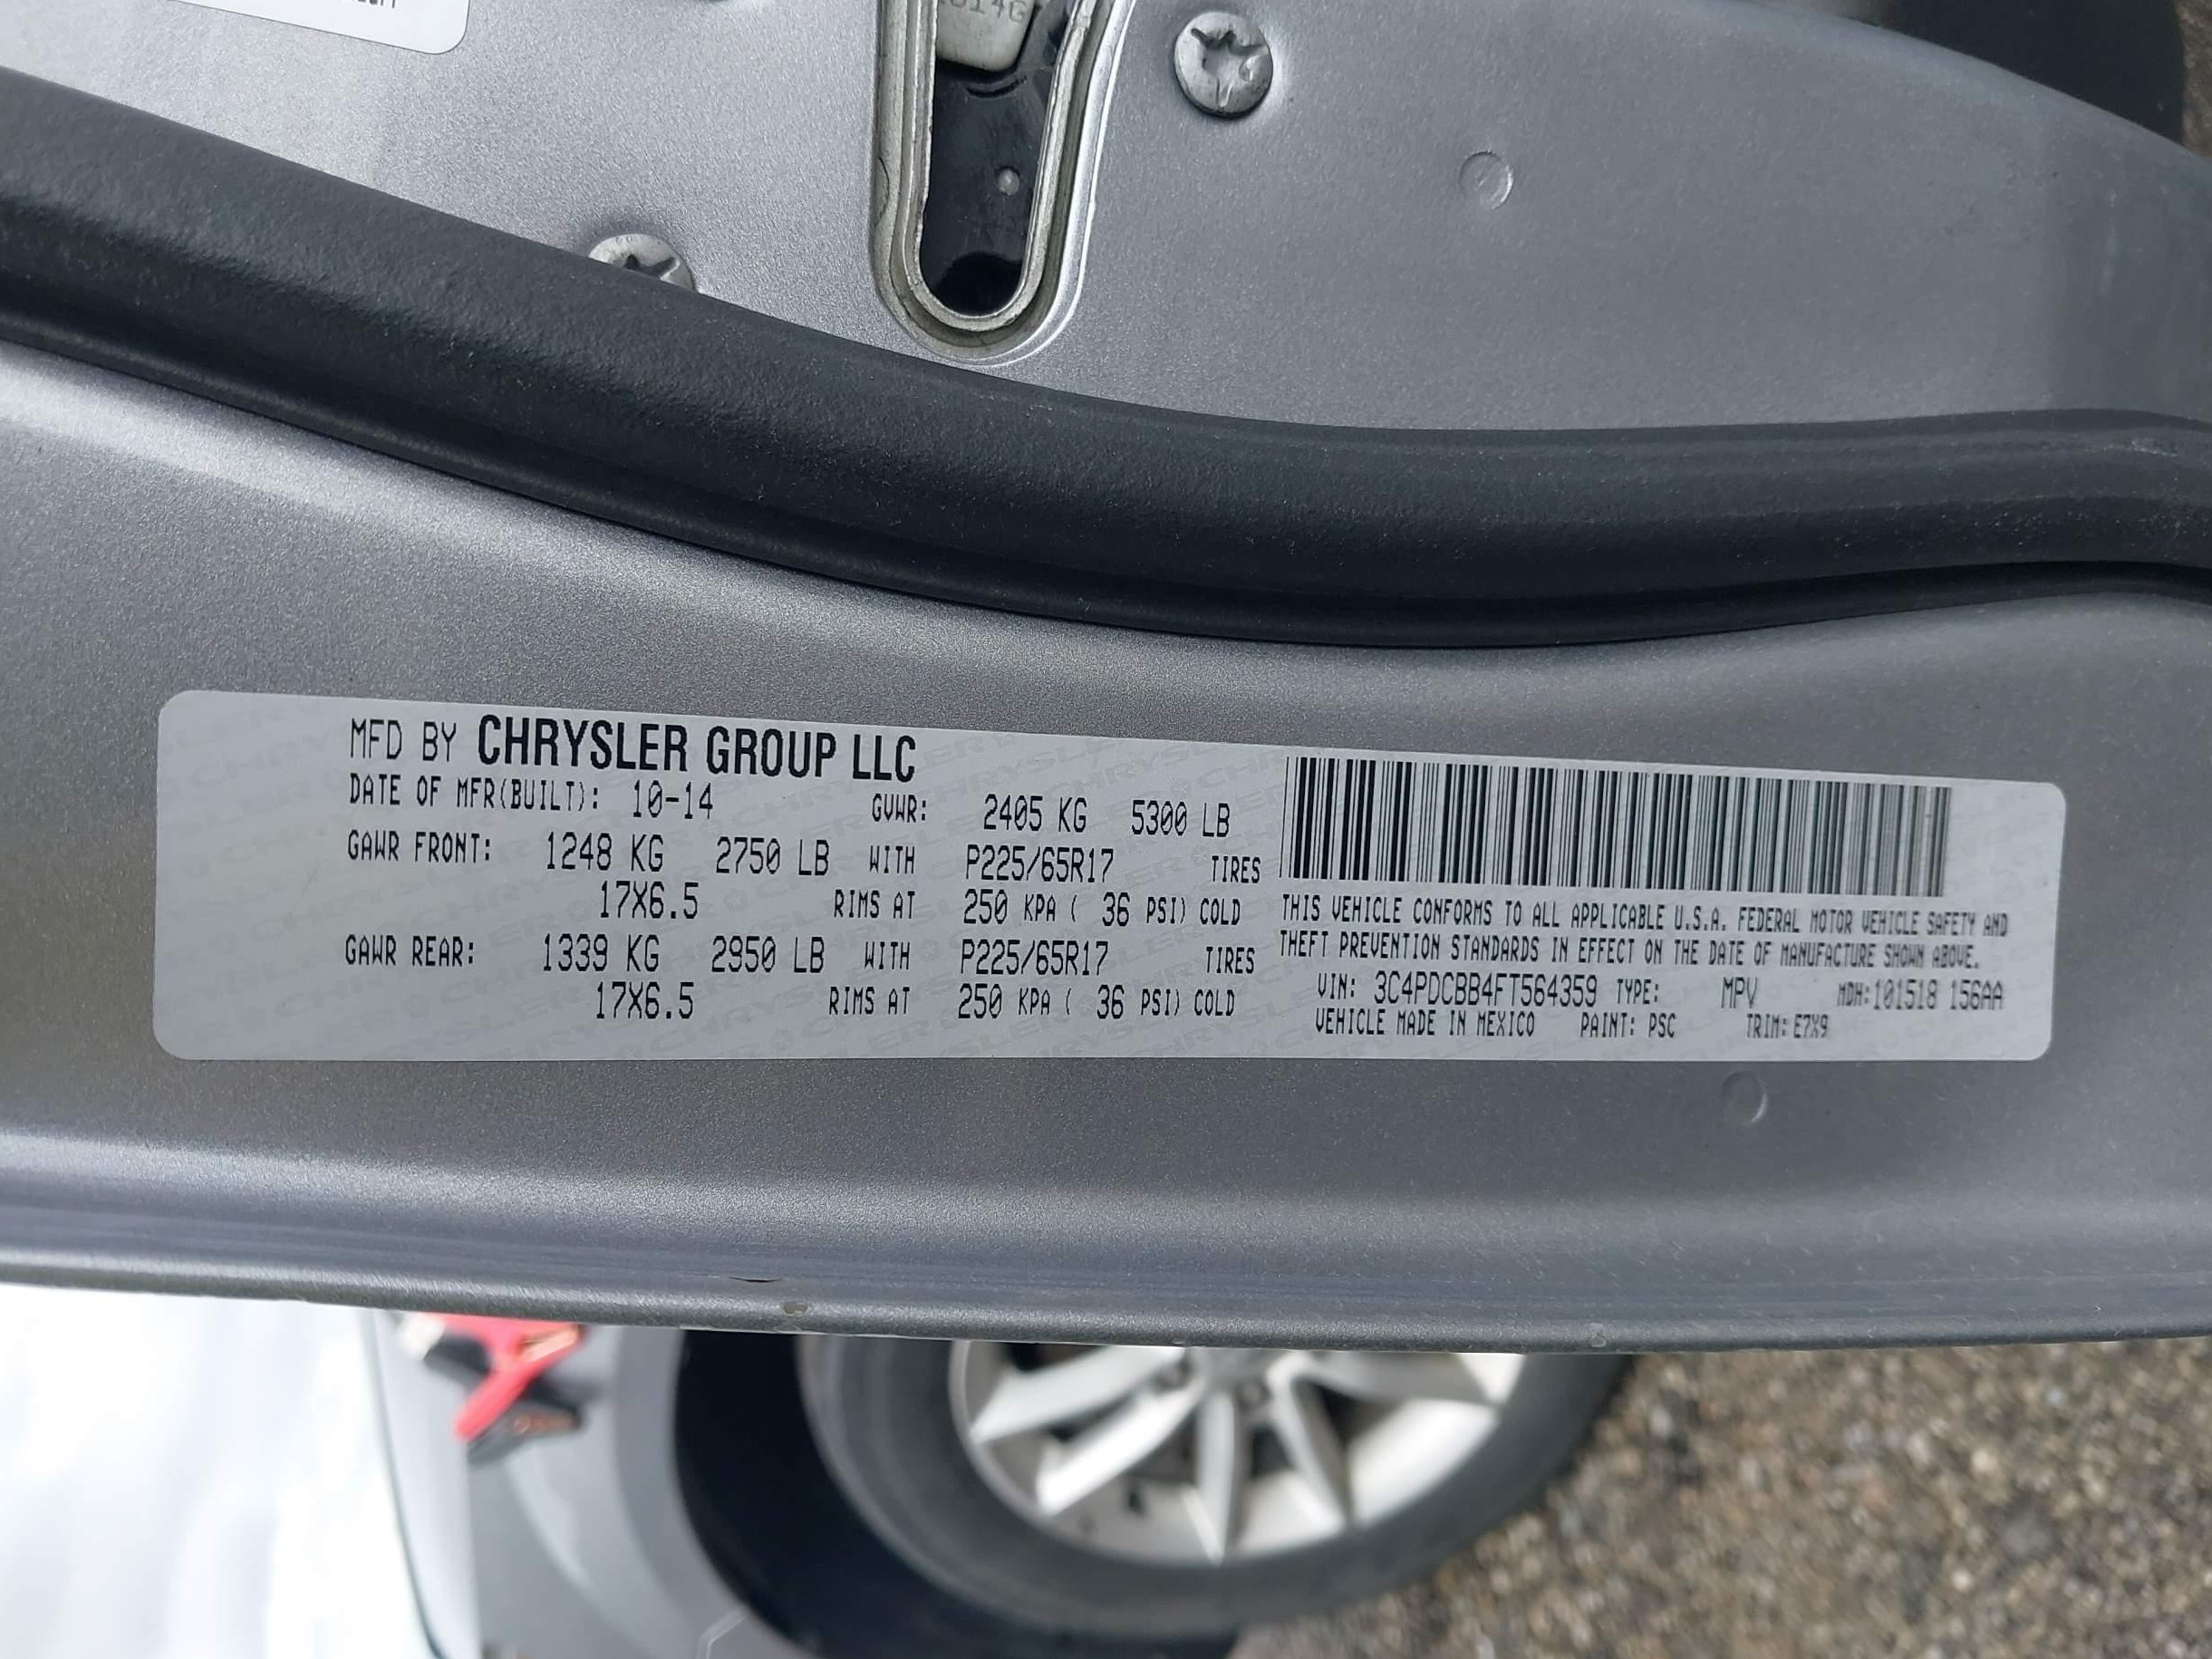 MFD BY CHRYSLER GROUP LLC
DATE OF MFR(BUILT): 10-14 GVWR: 2405 KG 5300 LB
GAWR FRONT: 1248 KG 2750 LB WITH P225/65R17 TIRES
17X6.5 RIMS AT 250 KPA ( 36 PSI) COLD
GAWR REAR: 1339 KG 2950 LB WITH P225/65R17 TIRES
17X6.5 RIMS AT 250 KPA ( 36 PSI) COLD
THIS VEHICLE CONFORMS TO ALL APPLICABLE U.S.A. FEDERAL MOTOR VEHICLE SAFETY AND
THEFT PREVENTION STANDARDS IN EFFECT ON THE DATE OF MANUFACTURE SHOWN ABOVE.
VIN: 3C4PDCBB4FT564359 TYPE: MPV MDH:101518 156AA
VEHICLE MADE IN MEXICO PAINT: PSC TRIM: E7X9